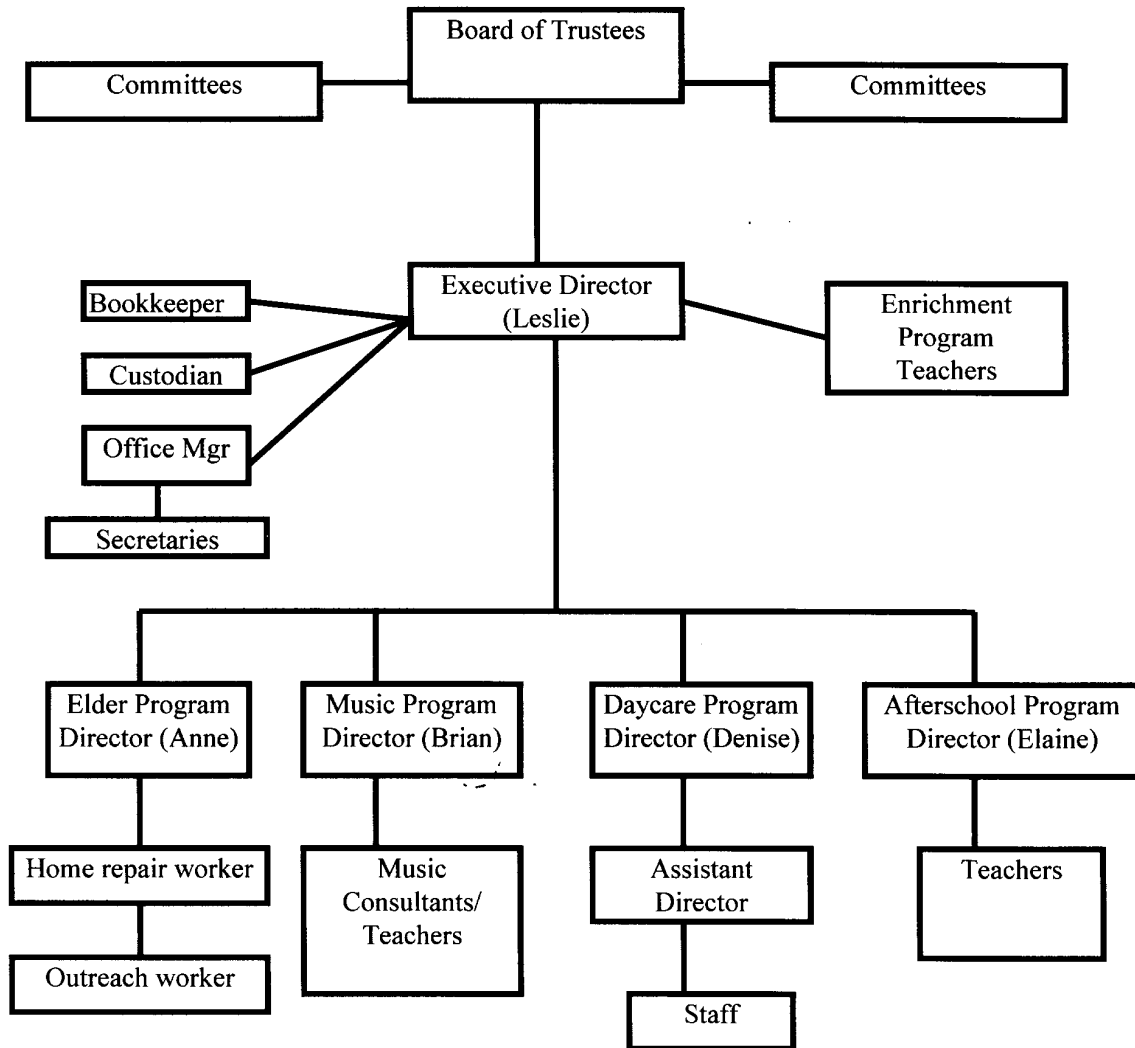 Board of Trustees
Committees
Committees
Executive Director
(Leslie)
Bookkeeper
Custodian
Office Mgr
Secretaries
Enrichment
Program
Teachers
Elder Program
Director (Anne)
Music Program
Director (Brian)
Daycare Program
Director (Denise)
Afterschool Program
Director (Elaine)
Home repair worker
Outreach worker
Music
Consultants/
Teachers
Assistant
Director
Staff
Teachers